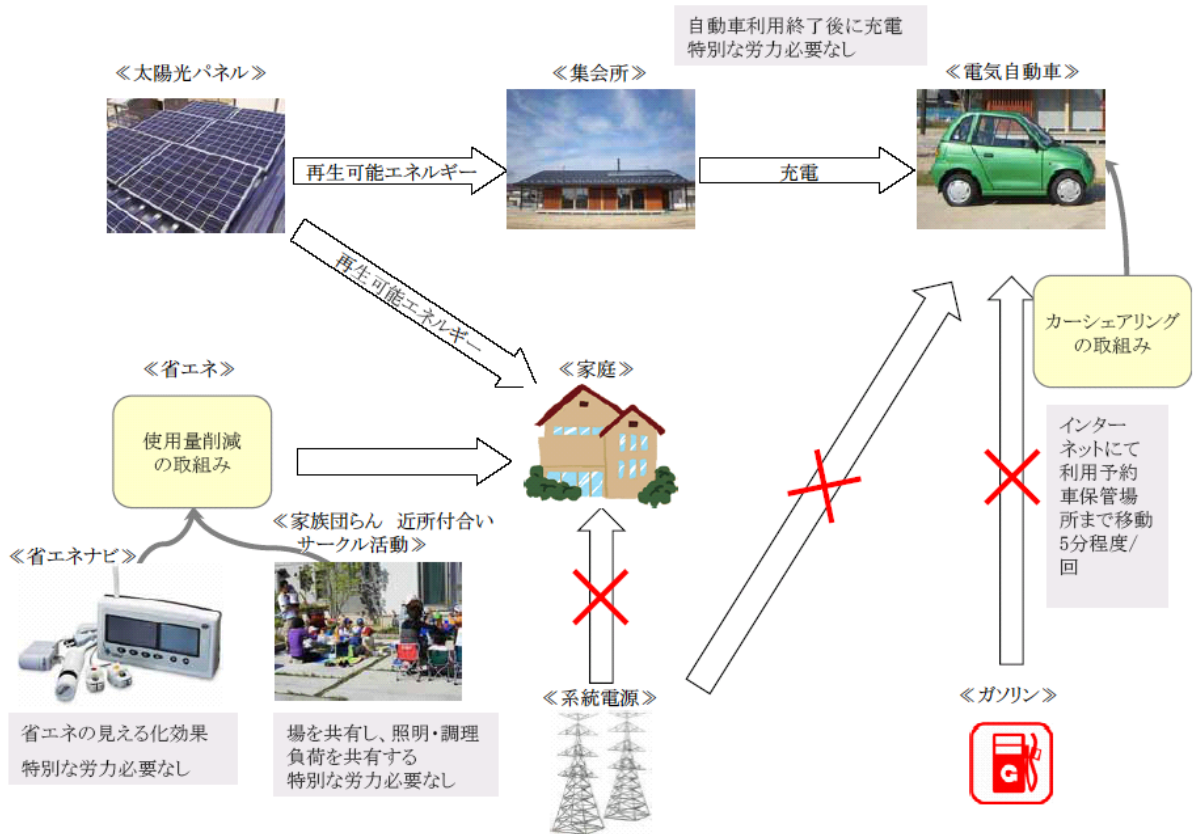 自動車利用終了後に充電
特別な労力必要なし
≪太陽光パネル≫
≪集会所≫
≪電気自動車≫
再生可能エネルギー
充電
再生可能エネルギー
カーシェアリング
の取組み
≪省エネ≫
≪家庭≫
使用量削減
の取組み
インター
ネットにて
利用予約
車保管場
所まで移動
5分程度/
回
≪家族団らん 近所付合い
サークル活動≫
≪省エネナビ≫
≪系統電源≫
≪ガソリン≫
省エネの見える化効果
特別な労力必要なし
場を共有し、照明・調理
負荷を共有する
特別な労力必要なし
G